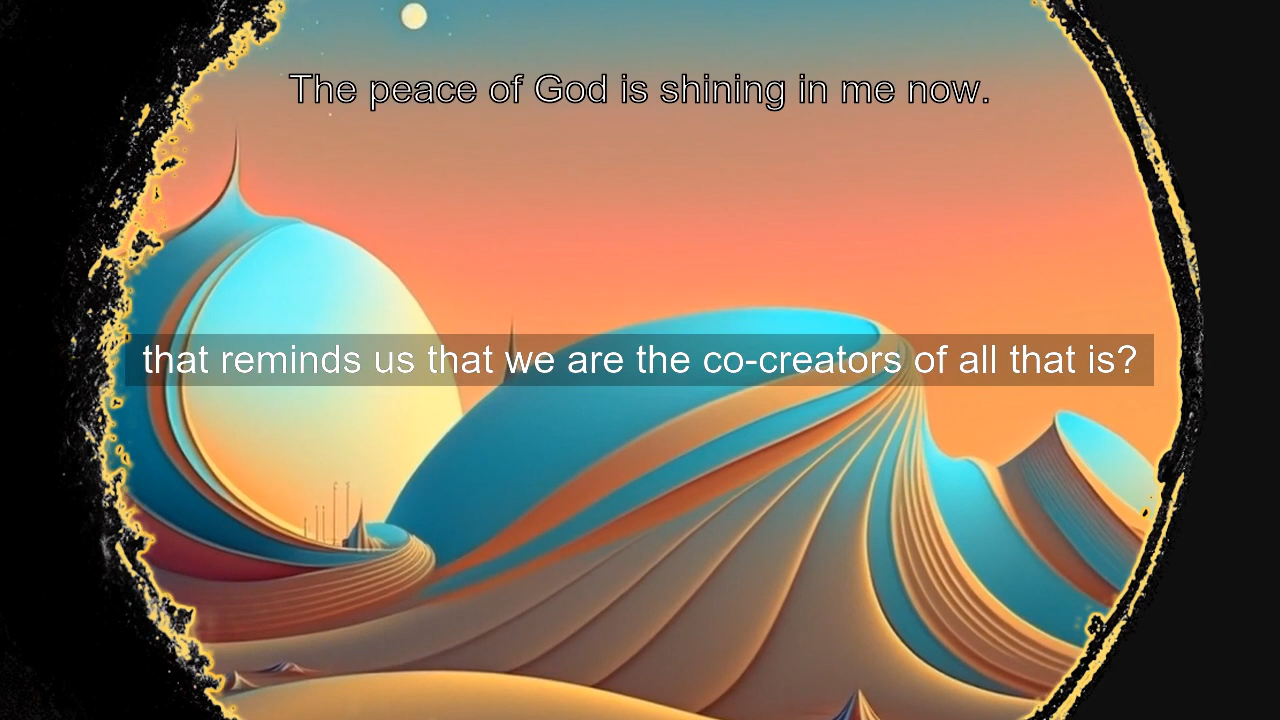 The peace of God is shining in me now.
that reminds us that we are the co-creators of all that is?